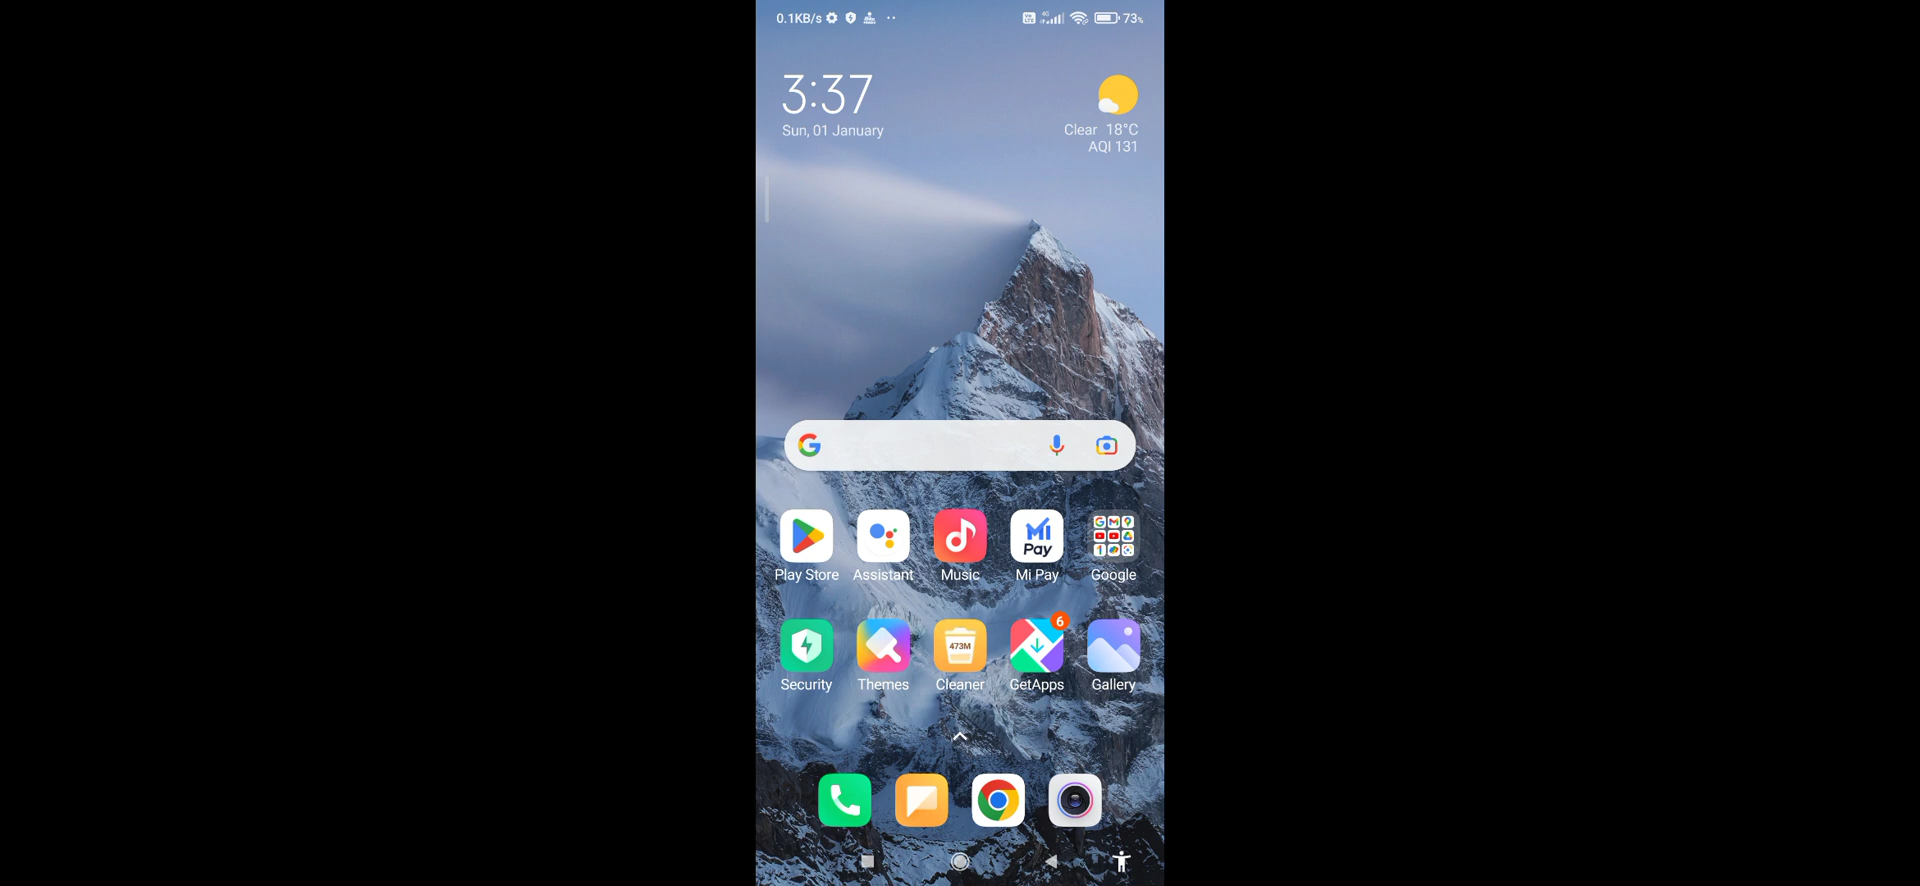 0.1KB/s
73%
3:37
Sun, 01 January
Clear 18°C
AQI 131
Mi Pay
Play Store
Assistant
Music
Mi Pay
Google
473M
6
Security
Themes
Cleaner
GetApps
Gallery